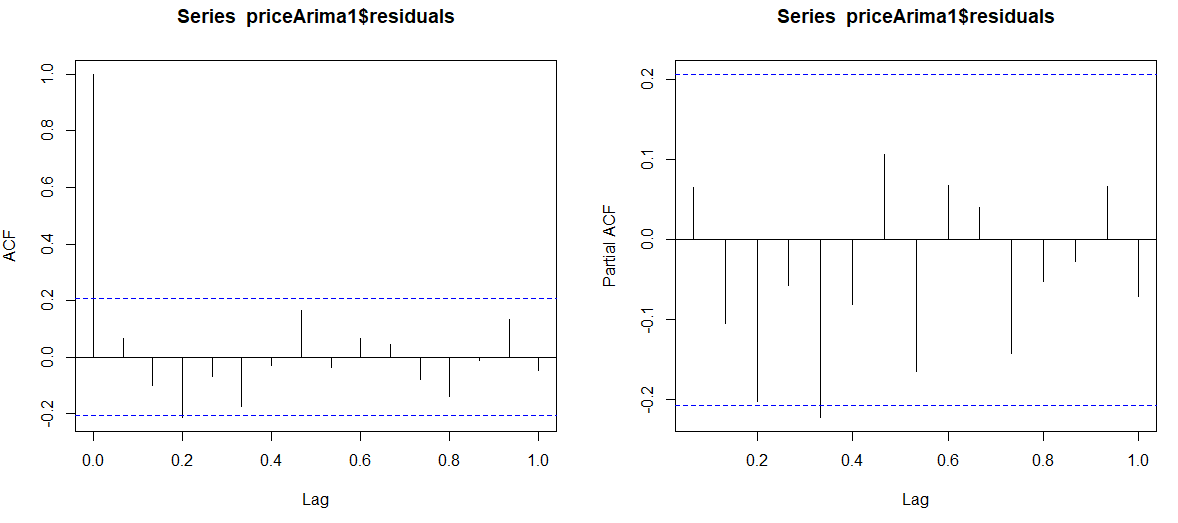 Series priceArima1$residuals
ACF
1.0
0.8
0.6
0.4
0.2
0.0
-0.2
0.0 0.2 0.4 0.6 0.8 1.0
Lag
Series priceArima1$residuals
Partial ACF
0.2
0.1
0.0
-0.1
-0.2
0.2 0.4 0.6 0.8 1.0
Lag